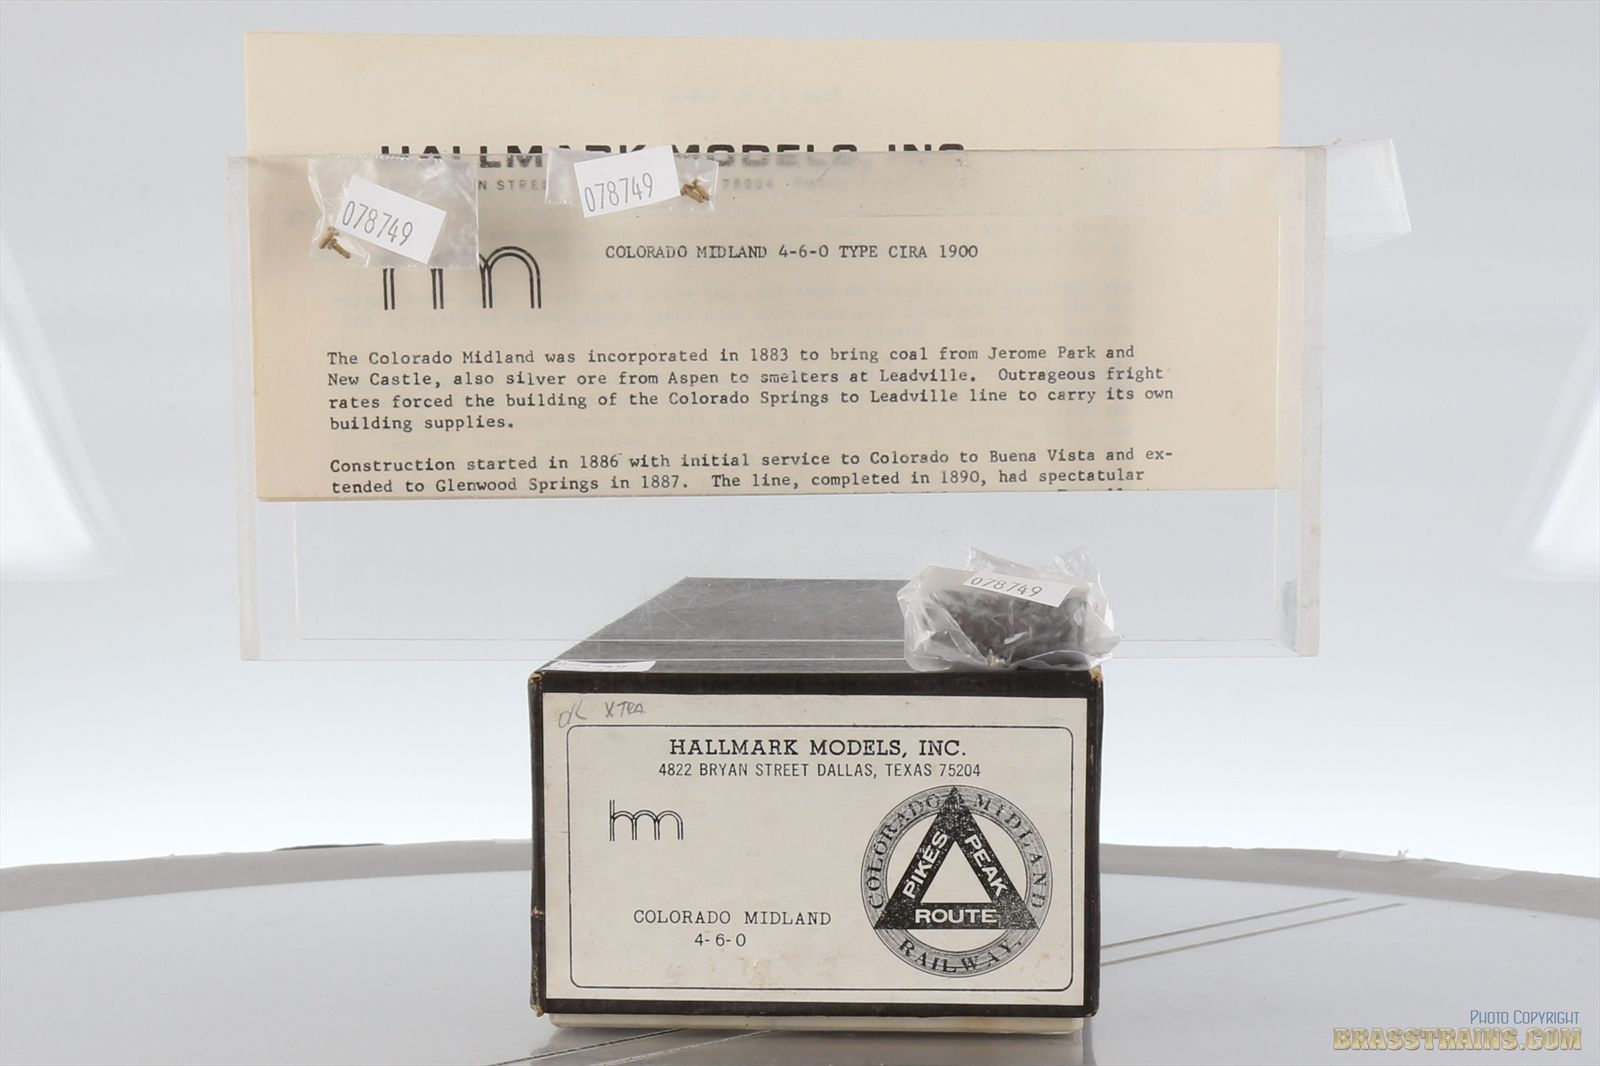 HALLMARK MODELS, INC.
N STREE
75204
078749
078749
hm
COLORADO MIDLAND 4-6-0 TYPE CIRA 1900
The Colorado Midland was incorporated in 1883 to bring coal from Jerome Park and
New Castle, also silver ore from Aspen to smelters at Leadville. Outrageous fright
rates forced the building of the Colorado Springs to Leadville line to carry its own
building supplies.
Construction started in 1886 with initial service to Colorado to Buena Vista and ex-
tended to Glenwood Springs in 1887. The line, completed in 1890, had spectatular
078749
OK XTRA
HALLMARK MODELS, INC.
4822 BRYAN STREET DALLAS, TEXAS 75204
hm
COLORADO MIDLAND
RAILWAY.
PIKES PEAK
ROUTE
COLORADO MIDLAND
4-6-0
PHOTO COPYRIGHT
BRASSTRAINS.COM